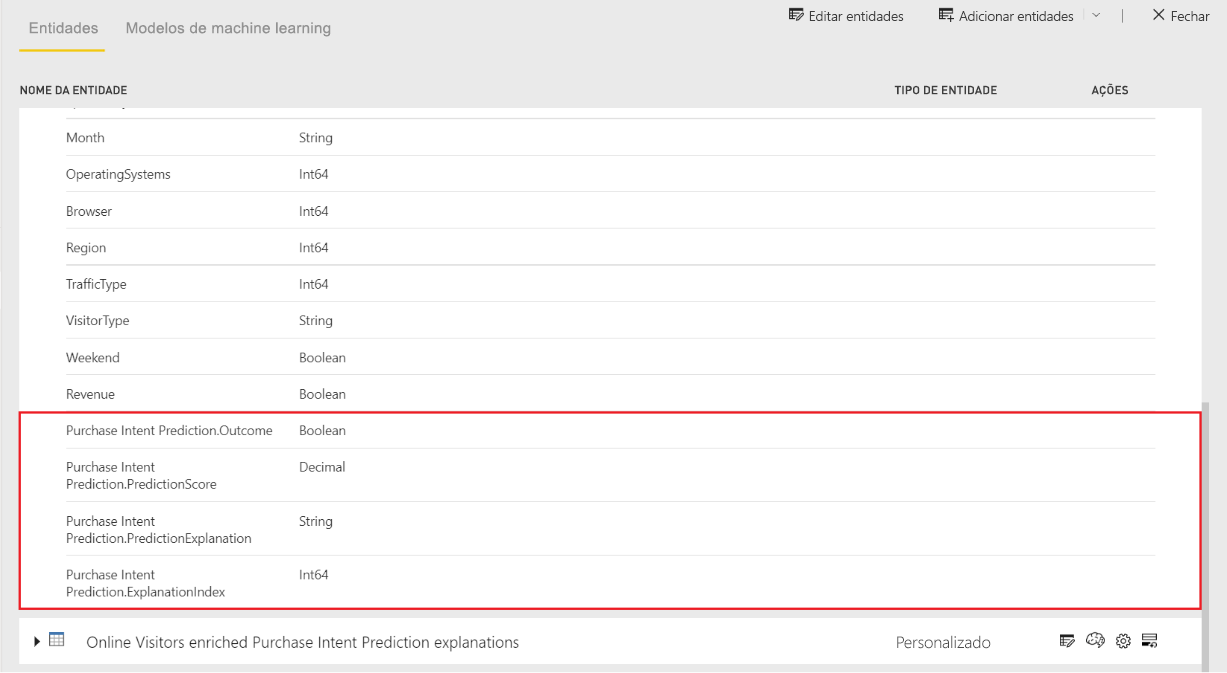 Entidades Modelos de machine learning Editar entidades Adicionar entidades Fechar
NOME DA ENTIDADE TIPO DE ENTIDADE AÇÕES
Month String
OperatingSystems Int64
Browser Int64
Region Int64
TrafficType Int64
VisitorType String
Weekend Boolean
Revenue Boolean
Purchase Intent Prediction.Outcome Boolean
Purchase Intent Decimal
Prediction.PredictionScore
Purchase Intent String
Prediction.PredictionExplanation
Purchase Intent Int64
Prediction.ExplanationIndex
Online Visitors enriched Purchase Intent Prediction explanations Personalizado